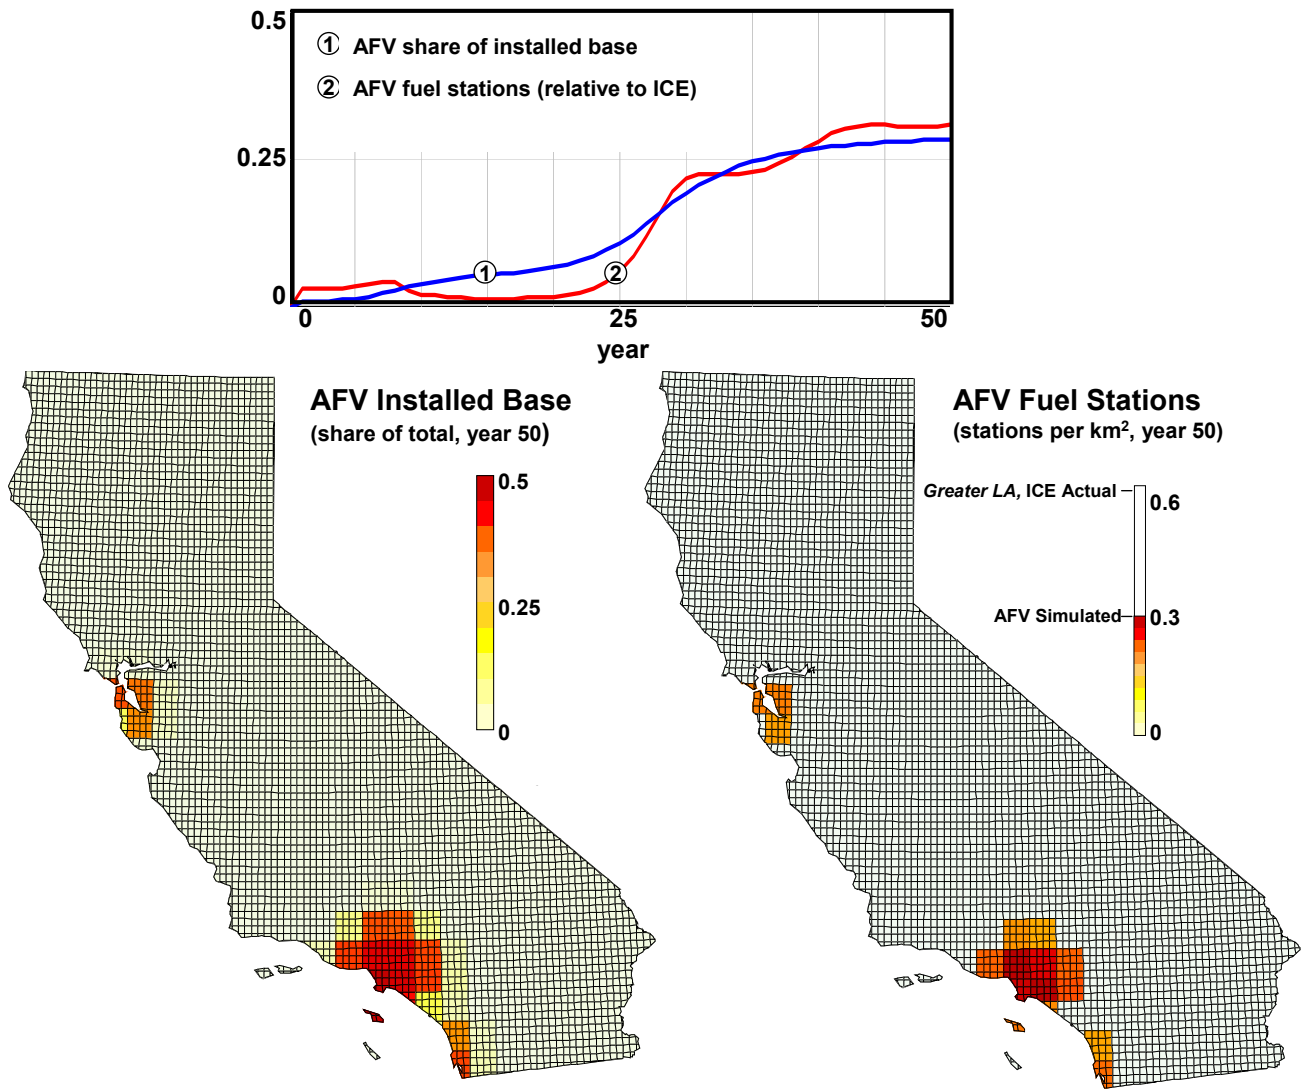 0.5
① AFV share of installed base
② AFV fuel stations (relative to ICE)
0.25
① ②
0
0 25 50
year
AFV Installed Base
(share of total, year 50)
0.5
0.25
0
AFV Fuel Stations
(stations per km², year 50)
Greater LA, ICE Actual 0.6
AFV Simulated 0.3
0